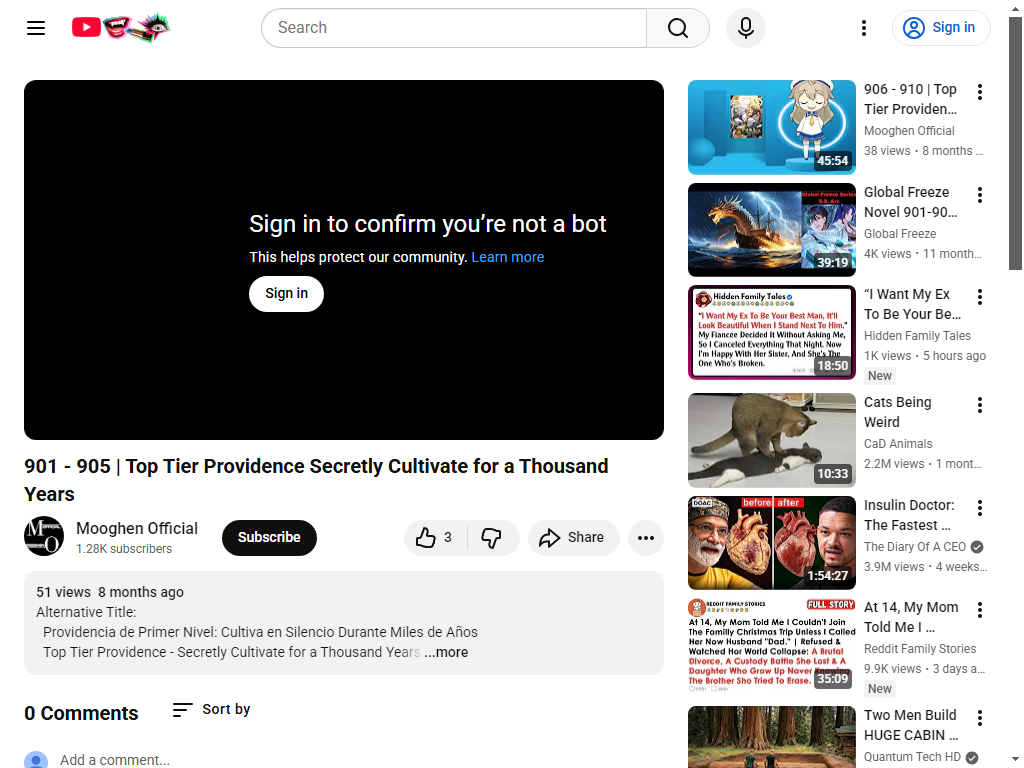 Search
Sign in
Sign in to confirm you’re not a bot
This helps protect our community. Learn more
Sign in
901 - 905 | Top Tier Providence Secretly Cultivate for a Thousand
Years
Mooghen Official
1.28K subscribers
Subscribe
3
Share
51 views  8 months ago
Alternative Title:
Providencia de Primer Nivel: Cultiva en Silencio Durante Miles de Años
Top Tier Providence - Secretly Cultivate for a Thousand Years ...more
0 Comments
Sort by
Add a comment...
45:54
906 - 910 | Top
Tier Providen...
Mooghen Official
38 views • 8 months ...
Global Freeze Series
39:19
Global Freeze
Novel 901-90...
Global Freeze
4K views • 11 month...
Hidden Family Tales
"I Want My Ex To Be Your Best Man, It'll
Look Beautiful When I Stand Next To Him."
My Fiancée Decided It Without Asking Me,
So I Canceled Everything That Night. Now
I'm Happy With Her Sister, And She's The
One Who's Broken.
18:50
“I Want My Ex
To Be Your Be...
Hidden Family Tales
1K views • 5 hours ago
New
10:33
Cats Being
Weird
CaD Animals
2.2M views • 1 mont...
DOAC
before
after
1:54:27
Insulin Doctor:
The Fastest ...
The Diary Of A CEO
3.9M views • 4 weeks...
REDDIT FAMILY STORIES
FULL STORY
At 14, My Mom Told Me I Couldn't Join
The Family Christmas Trip Unless I Called
Her Now Husband "Dad." | Refused &
Watched Her World Collapse: A Brutal
Divorce, A Custody Battle She Lost & A
Daughter Who Grow Up Never Knowing
The Brother She Tried To Erase.
35:09
At 14, My Mom
Told Me I ...
Reddit Family Stories
9.9K views • 3 days a...
New
Two Men Build
HUGE CABIN ...
Quantum Tech HD